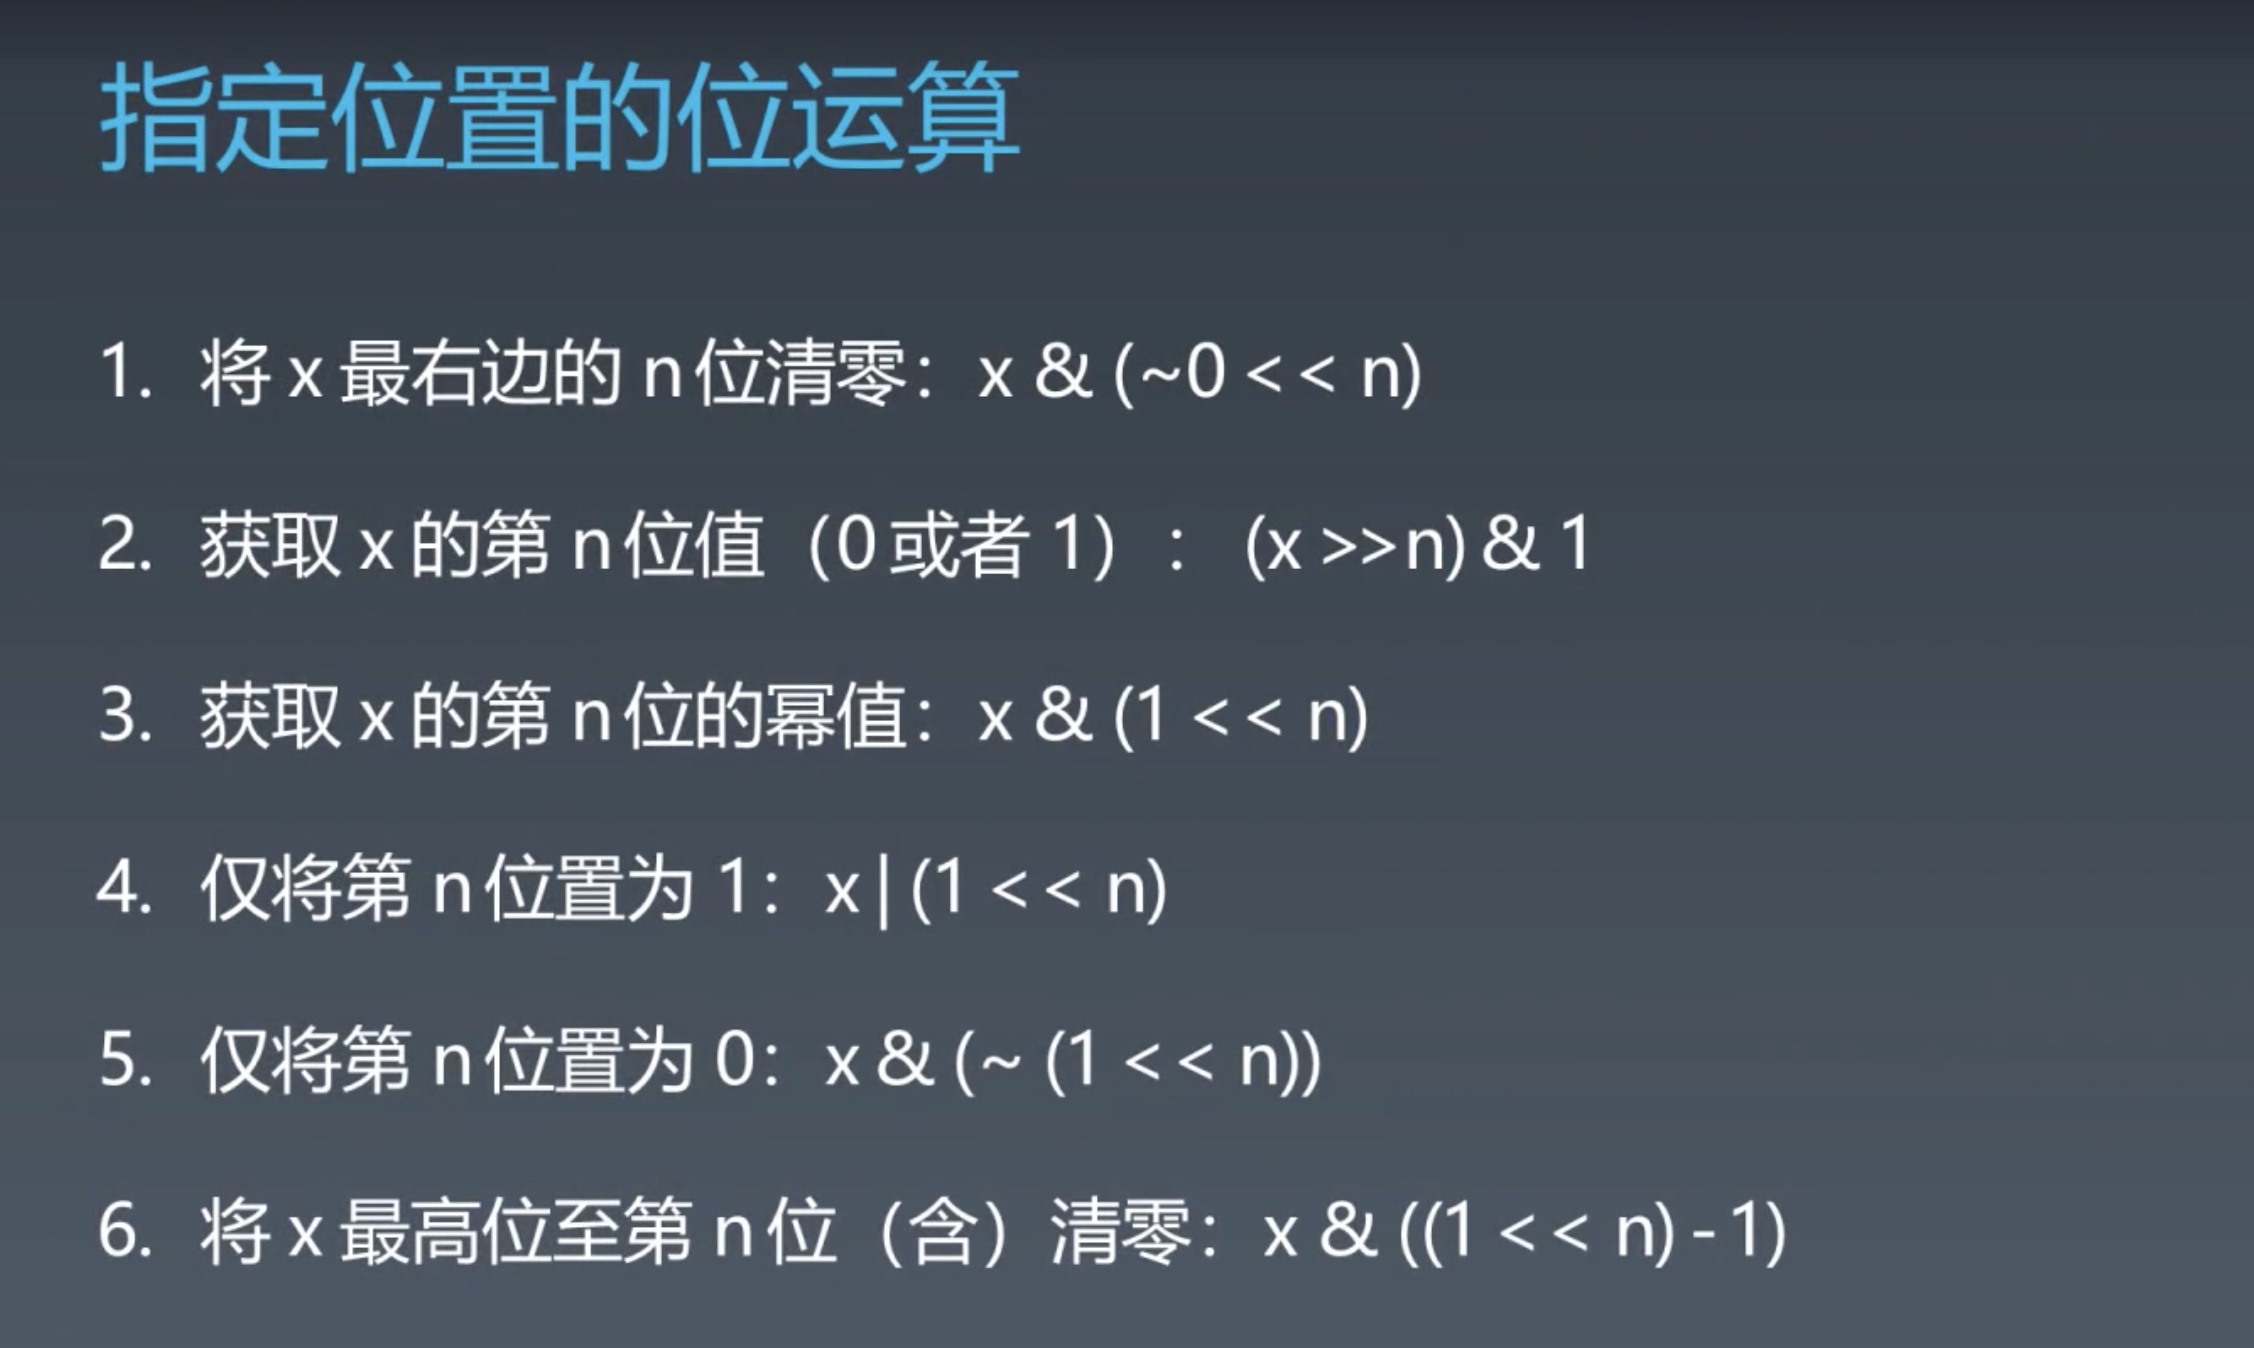 指定位置的位运算
1. 将 x 最右边的 n 位清零：x & (~0 << n)
2. 获取 x 的第 n 位值（0 或者 1）：(x >>n) & 1
3. 获取 x 的第 n 位的幂值：x & (1 << n)
4. 仅将第 n 位置为 1：x | (1 << n)
5. 仅将第 n 位置为 0：x & (~ (1 << n))
6. 将 x 最高位至第 n 位（含）清零：x & ((1 << n) - 1)